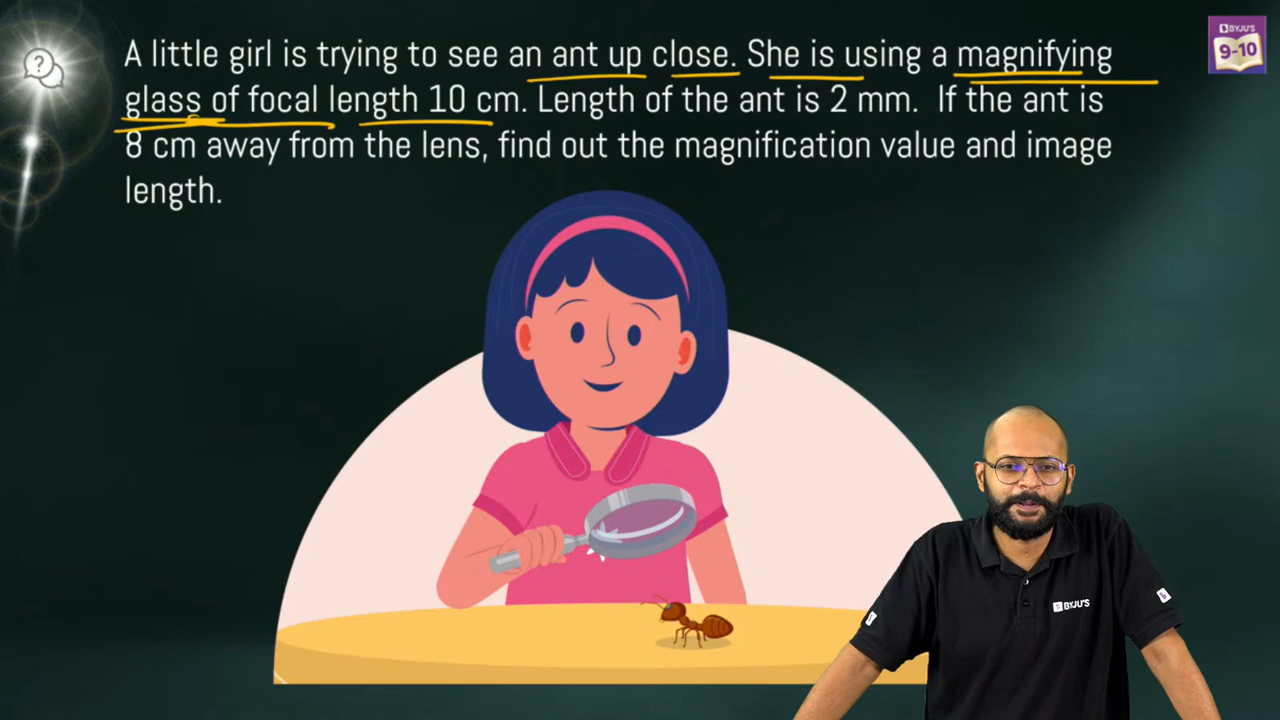 A little girl is trying to see an ant up close. She is using a magnifying
glass of focal length 10 cm. Length of the ant is 2 mm. If the ant is
8 cm away from the lens, find out the magnification value and image
length.
BYJU'S
9-10
?
BYJU'S